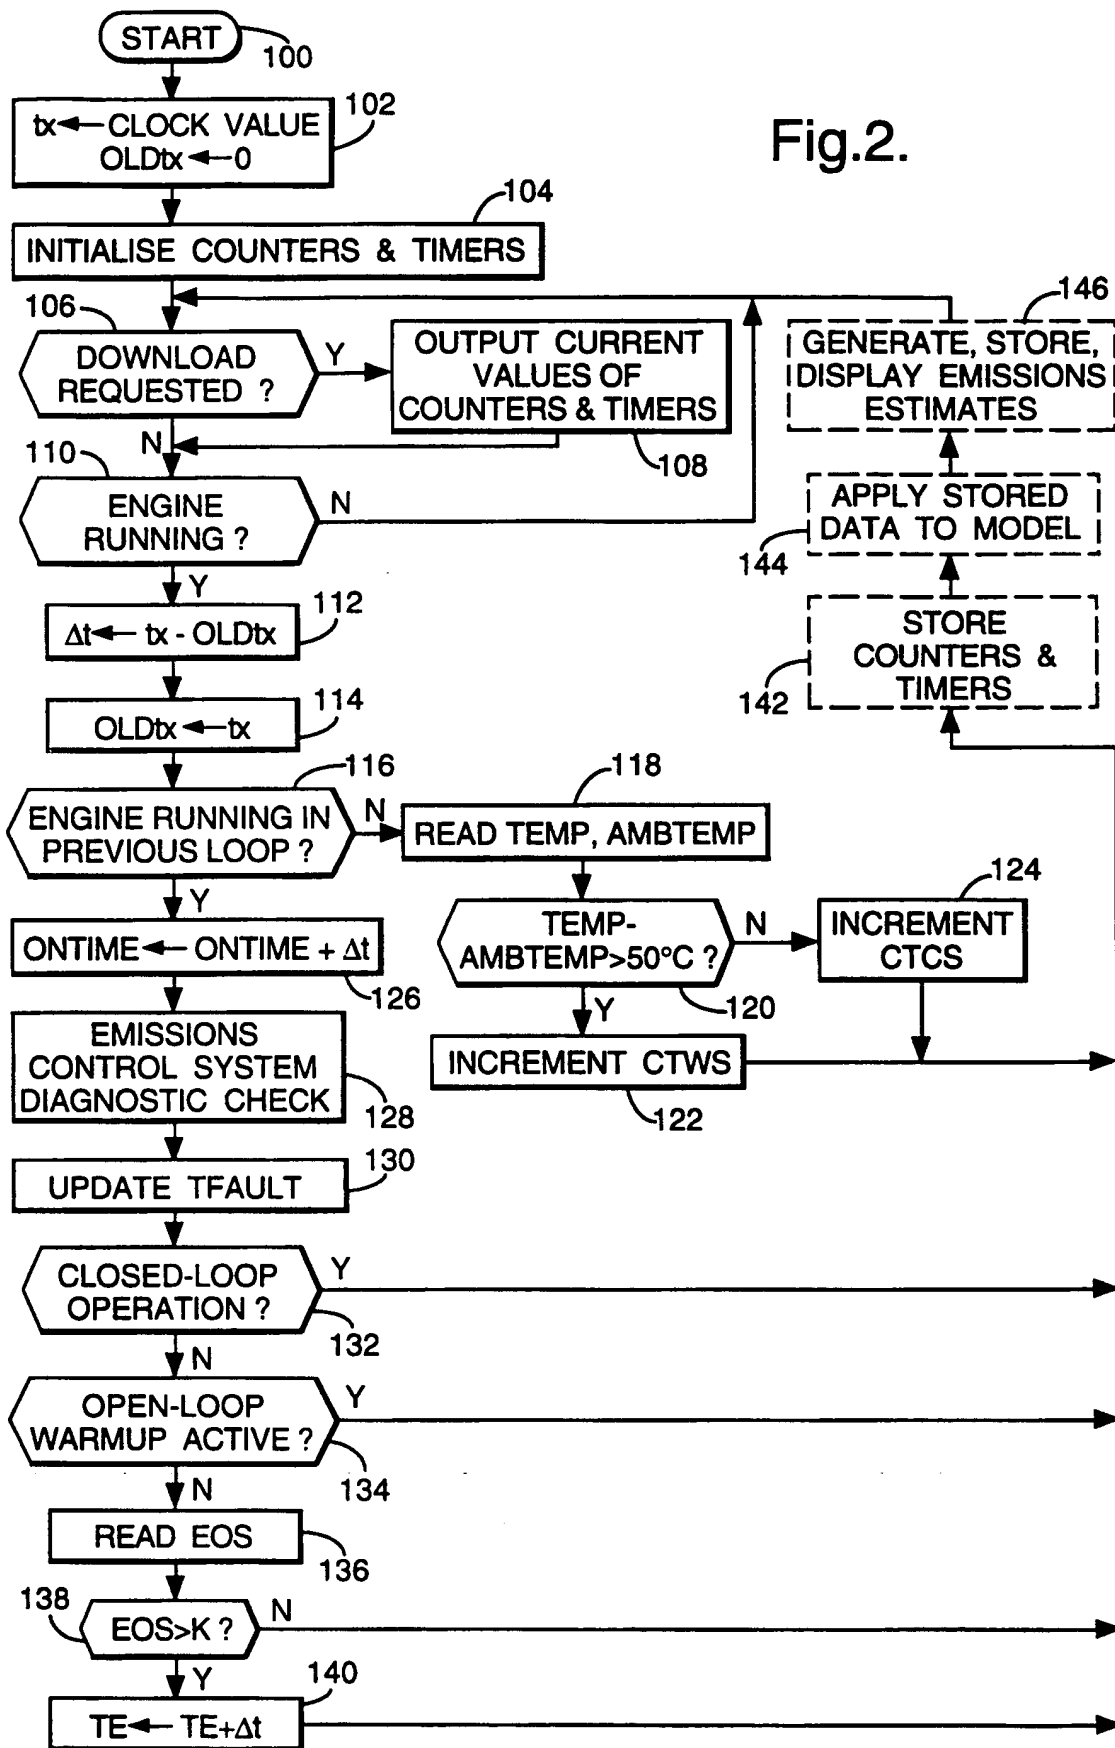 START
100
tx←CLOCK VALUE
OLDtx←0
102
Fig.2.
104
INITIALISE COUNTERS & TIMERS
106
DOWNLOAD
REQUESTED ?
Y
N
OUTPUT CURRENT
VALUES OF
COUNTERS & TIMERS
108
146
GENERATE, STORE,
DISPLAY EMISSIONS
ESTIMATES
110
ENGINE
RUNNING ?
N
Y
APPLY STORED
DATA TO MODEL
144
112
Δt← tx - OLDtx
STORE
COUNTERS &
TIMERS
142
114
OLDtx←tx
116
ENGINE RUNNING IN
PREVIOUS LOOP ?
N
Y
118
READ TEMP, AMBTEMP
TEMP-
AMBTEMP>50°C ?
N
120
Y
124
INCREMENT
CTCS
INCREMENT CTWS
122
ONTIME← ONTIME + Δt
126
EMISSIONS
CONTROL SYSTEM
DIAGNOSTIC CHECK
128
130
UPDATE TFAULT
CLOSED-LOOP
OPERATION ?
Y
132
N
OPEN-LOOP
WARMUP ACTIVE ?
Y
134
N
READ EOS
136
138
EOS>K ?
N
Y
140
TE← TE+Δt